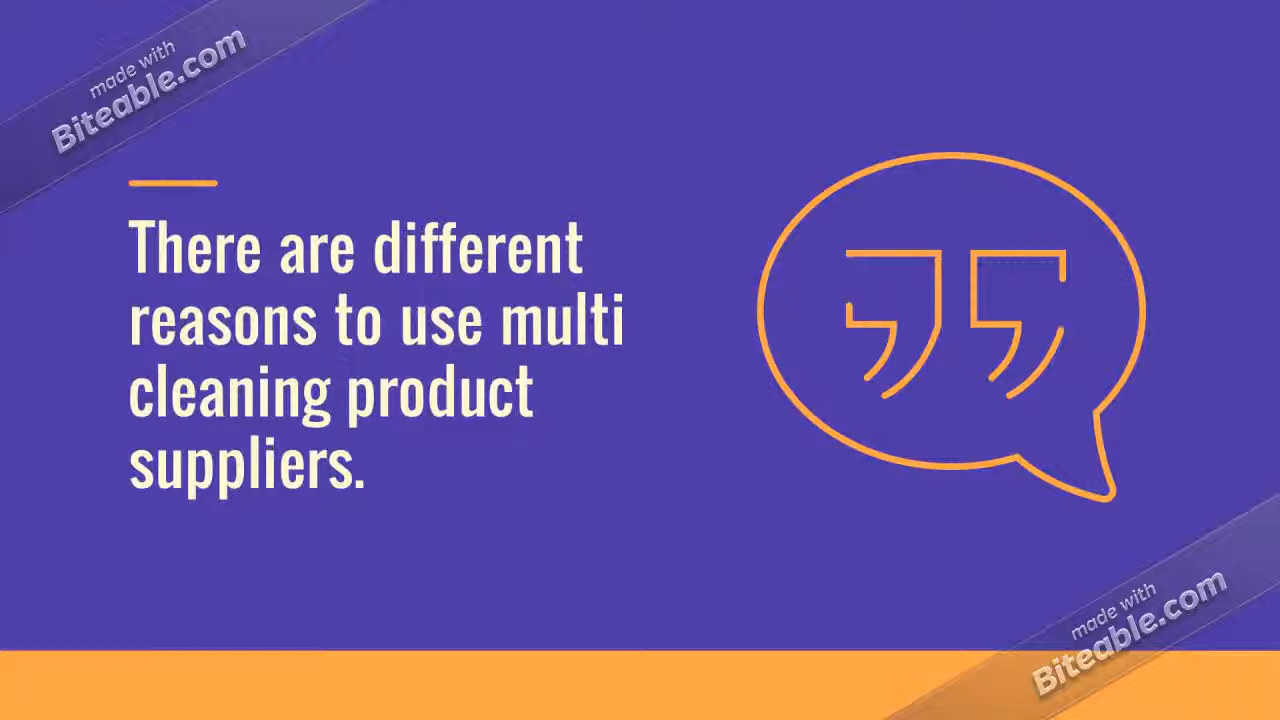 made with
Biteable.com
There are different
reasons to use multi
cleaning product
suppliers.
made with
Biteable.com